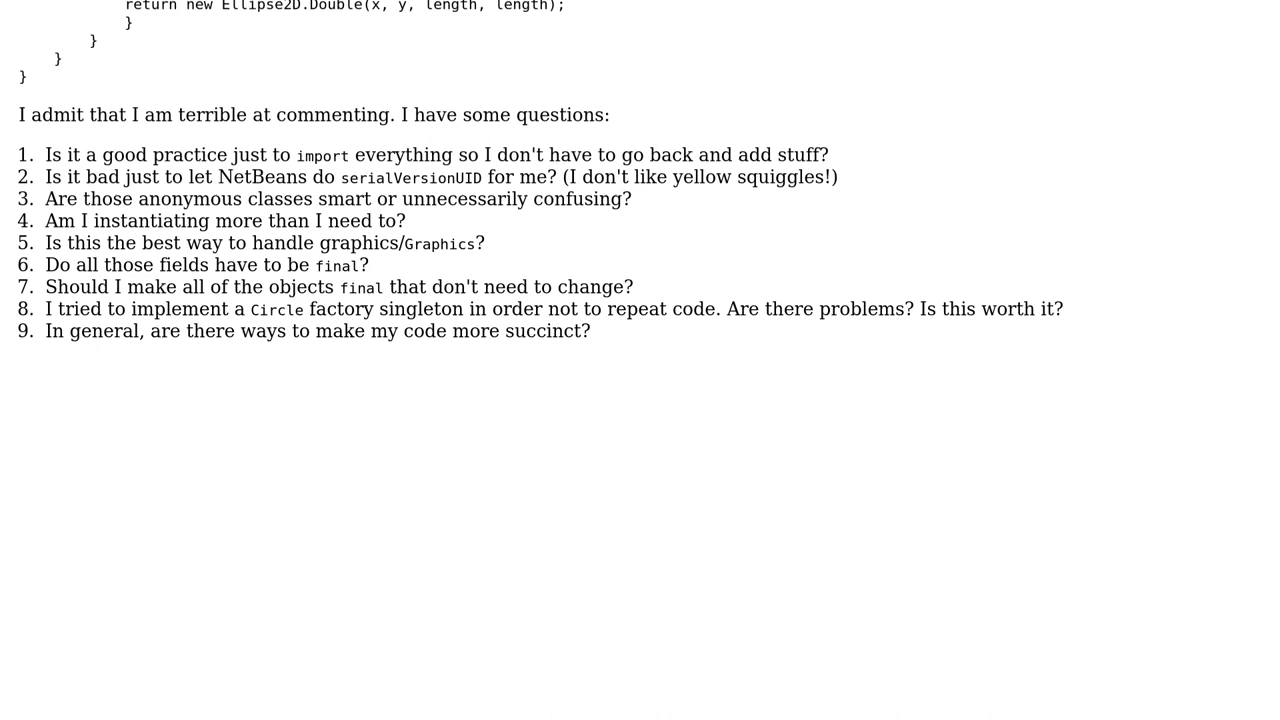 return new Ellipse2D.Double(x, y, length, length);
}
}
}
}
I admit that I am terrible at commenting. I have some questions:
1. Is it a good practice just to import everything so I don't have to go back and add stuff?
2. Is it bad just to let NetBeans do serialVersionUID for me? (I don't like yellow squiggles!)
3. Are those anonymous classes smart or unnecessarily confusing?
4. Am I instantiating more than I need to?
5. Is this the best way to handle graphics/Graphics?
6. Do all those fields have to be final?
7. Should I make all of the objects final that don't need to change?
8. I tried to implement a Circle factory singleton in order not to repeat code. Are there problems? Is this worth it?
9. In general, are there ways to make my code more succinct?